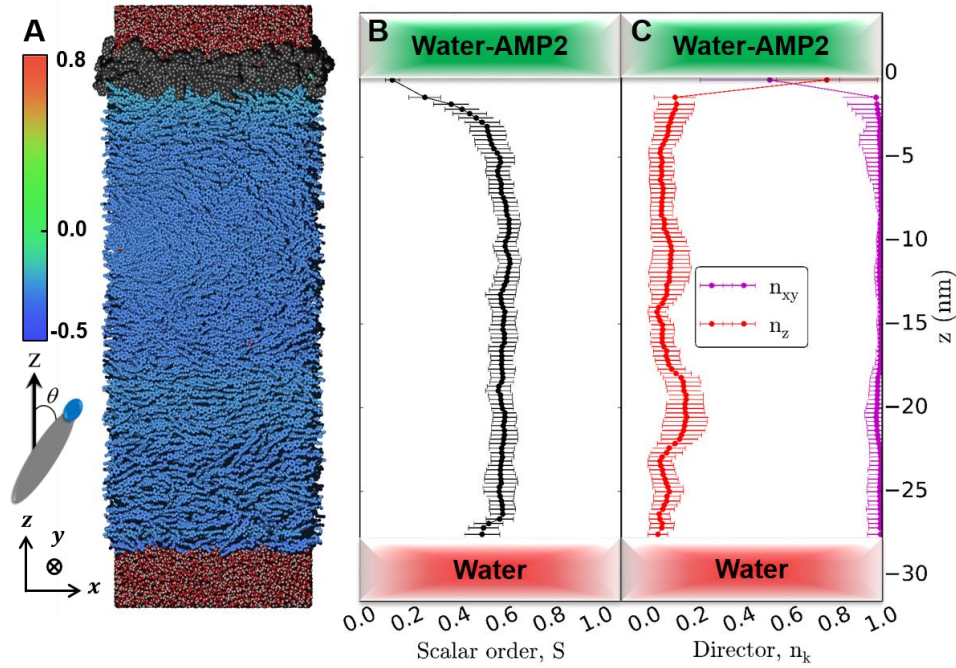 A
0.8
0.0
-0.5
z
θ
z
y
x
B
Water-AMP2
Water
0.0
0.2
0.4
0.6
0.8
1.0
Scalar order, S
C
Water-AMP2
n_xy
n_z
Water
0.0
0.2
0.4
0.6
0.8
1.0
Director, n_k
0
−5
−10
−15
−20
−25
−30
z (nm)